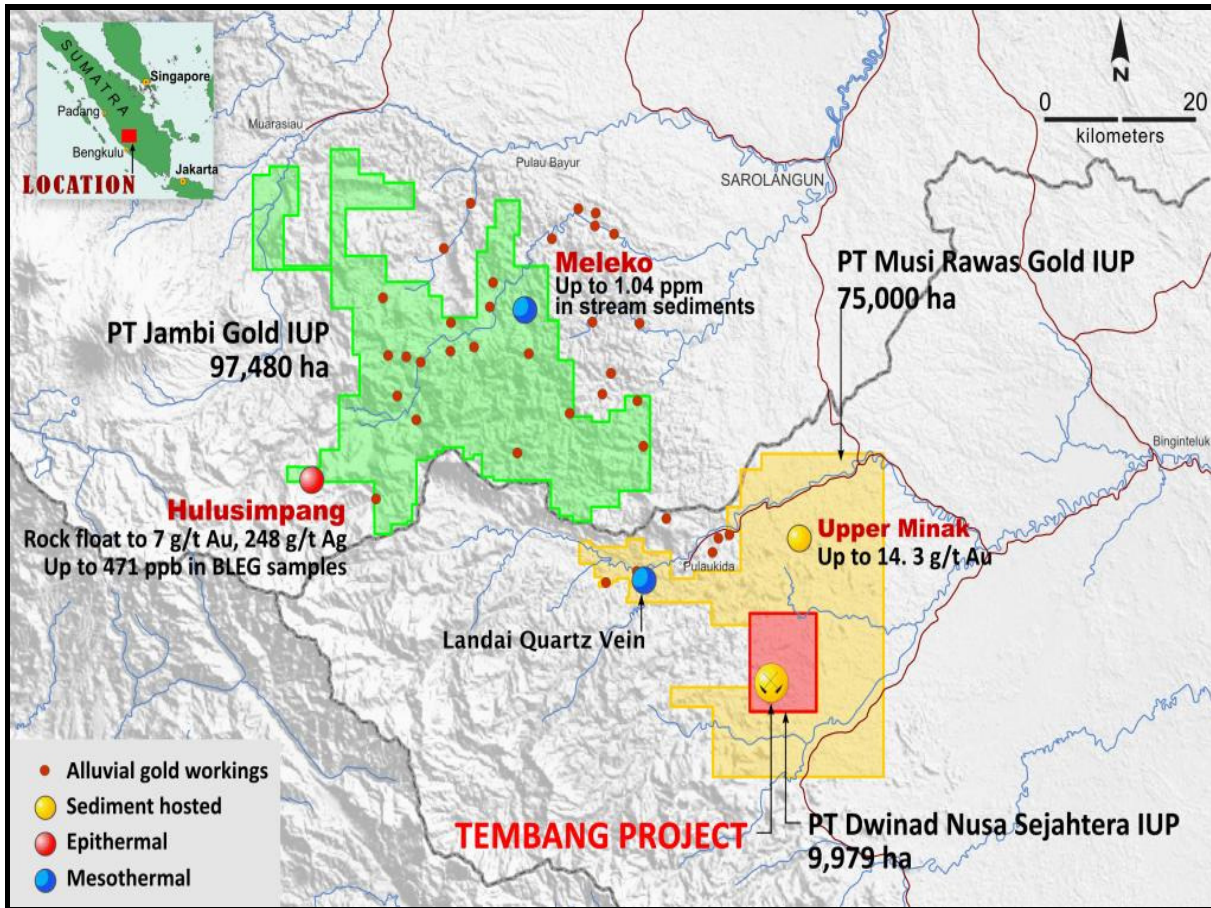 SUMATRA
Singapore
Padang
Bengkulu
Jakarta
LOCATION
N
0 20
kilometers
Muarasiau
Pulau Bayur
SAROLANGUN
Meleko
Up to 1.04 ppm
in stream sediments
PT Musi Rawas Gold IUP
75,000 ha
PT Jambi Gold IUP
97,480 ha
Binginteluk
Hulusimpang
Rock float to 7 g/t Au, 248 g/t Ag
Up to 471 ppb in BLEG samples
Upper Minak
Up to 14. 3 g/t Au
Pulaukida
Landai Quartz Vein
Alluvial gold workings
Sediment hosted
Epithermal
Mesothermal
TEMBANG PROJECT
PT Dwinad Nusa Sejahtera IUP
9,979 ha